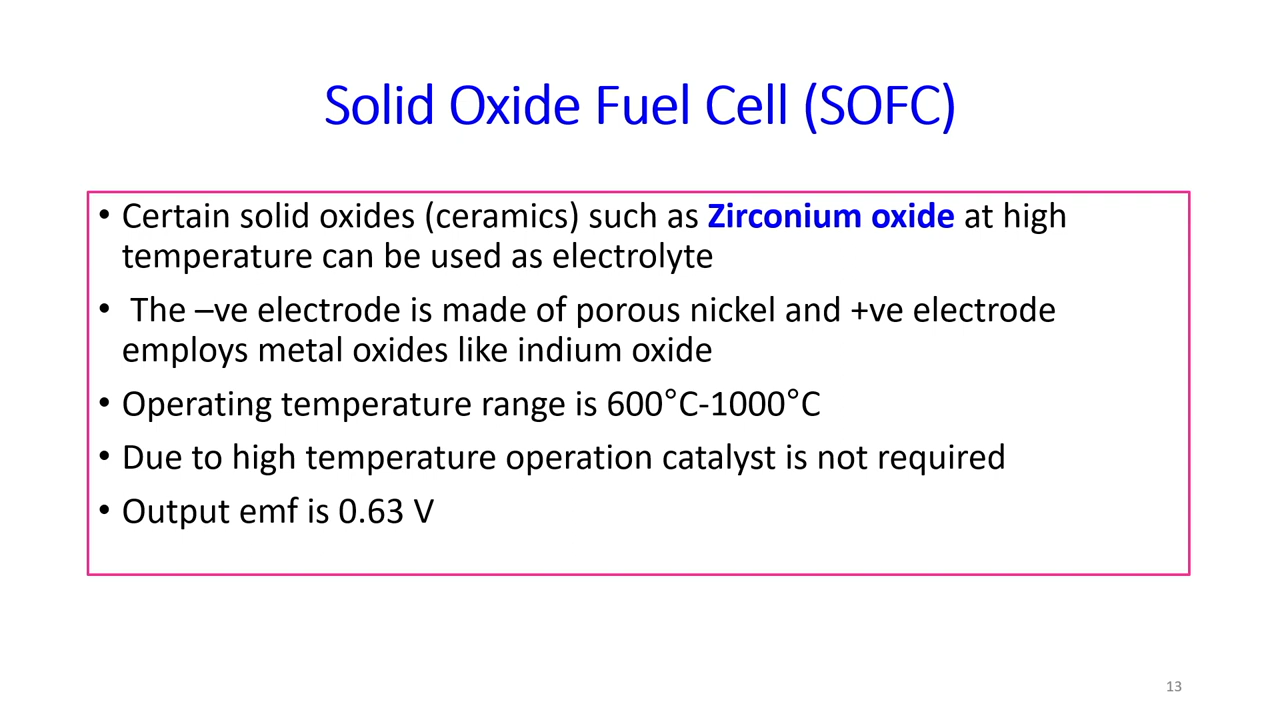 Solid Oxide Fuel Cell (SOFC)
• Certain solid oxides (ceramics) such as Zirconium oxide at high
temperature can be used as electrolyte
• The –ve electrode is made of porous nickel and +ve electrode
employs metal oxides like indium oxide
• Operating temperature range is 600°C-1000°C
• Due to high temperature operation catalyst is not required
• Output emf is 0.63 V
13